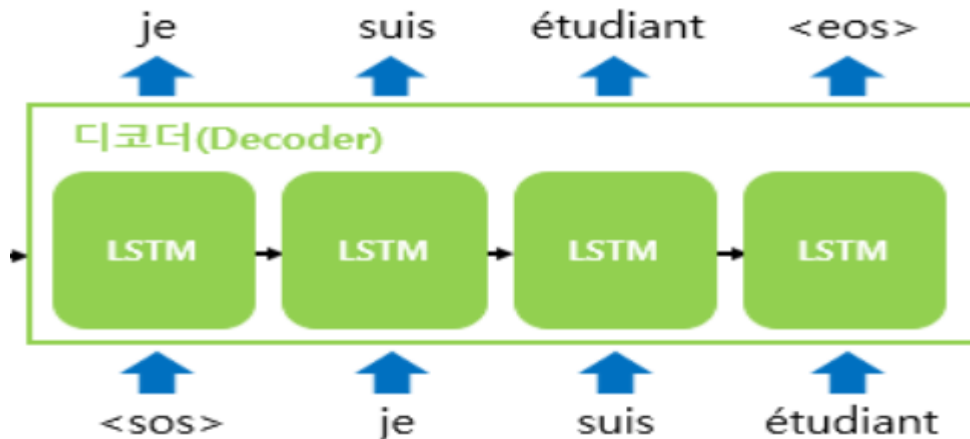 je suis étudiant <eos>
디코더(Decoder)
LSTM LSTM LSTM LSTM
<sos> je suis étudiant